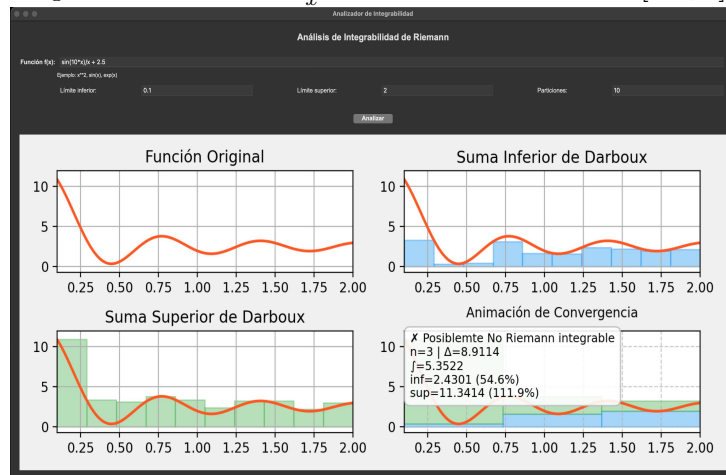 x
Analizador de Integrabilidad
Análisis de Integrabilidad de Riemann
Función f(x): sin(10*x)/x + 2.5
Ejemplo: x**2, sin(x), exp(x)
Límite inferior: 0.1 Límite superior: 2 Particiones: 10
Analizar
Función Original
10
5
0
0.25 0.50 0.75 1.00 1.25 1.50 1.75 2.00
Suma Inferior de Darboux
10
5
0
0.25 0.50 0.75 1.00 1.25 1.50 1.75 2.00
Suma Superior de Darboux
10
5
0
0.25 0.50 0.75 1.00 1.25 1.50 1.75 2.00
Animación de Convergencia
10
5
0
✗ Posiblemte No Riemann integrable
n=3 | Δ=8.9114
∫=5.3522
inf=2.4301 (54.6%)
sup=11.3414 (111.9%)
0.25 0.50 0.75 1.00 1.25 1.50 1.75 2.00